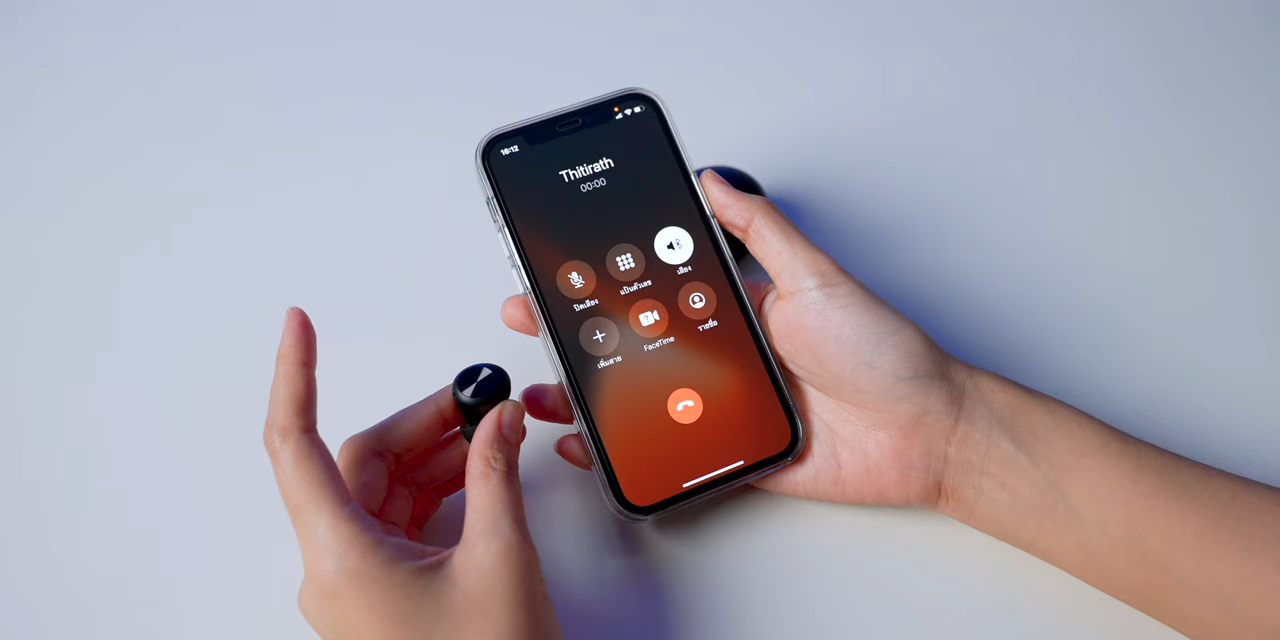 16:12
Thitirath
00:00
ปิดเสียง
แป้นตัวเลข
เสียง
เพิ่มสาย
FaceTime
รายชื่อ